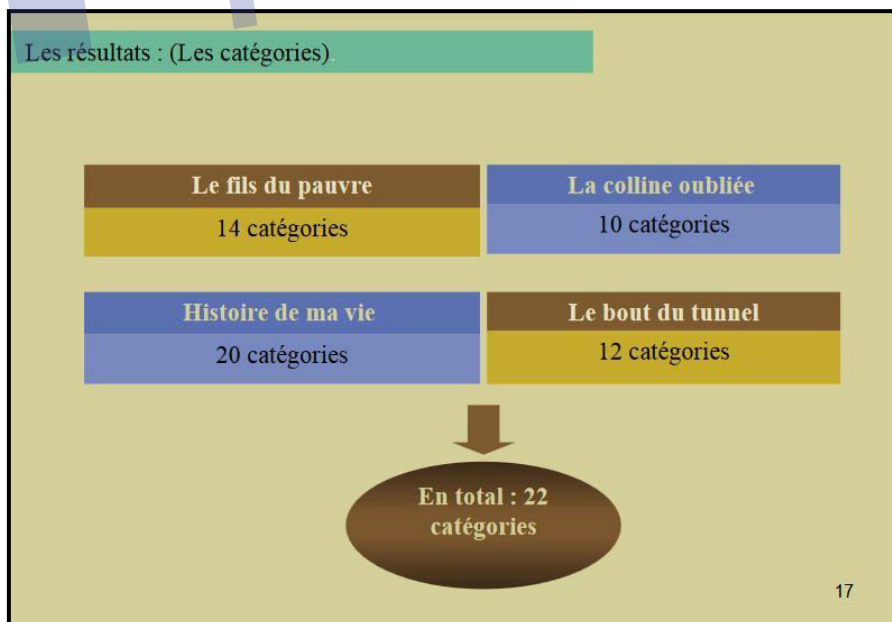 Les résultats : (Les catégories).
Le fils du pauvre
14 catégories
La colline oubliée
10 catégories
Histoire de ma vie
20 catégories
Le bout du tunnel
12 catégories
En total : 22
catégories
17